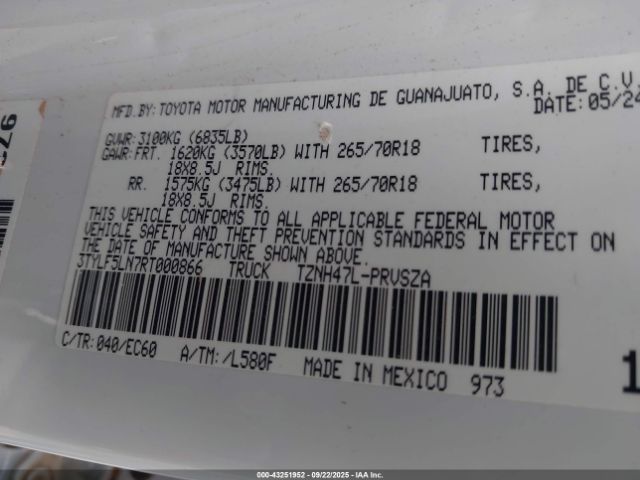 MFD.BY:TOYOTA MOTOR MANUFACTURING DE GUANAJUATO, S.A. DE C.V.
DATE:05/24
GVWR:3100KG (6835LB)
GAWR:FRT. 1620KG (3570LB) WITH 265/70R18 TIRES,
18X8.5J RIMS.
RR. 1575KG (3475LB) WITH 265/70R18 TIRES,
18X8.5J RIMS.
THIS VEHICLE CONFORMS TO ALL APPLICABLE FEDERAL MOTOR
VEHICLE SAFETY AND THEFT PREVENTION STANDARDS IN EFFECT ON
THE DATE OF MANUFACTURE SHOWN ABOVE.
3TYLF5LN7RT000866 TRUCK TZNH47L-PRVSZA
C/TR:040/EC60 A/TM:/L580F MADE IN MEXICO 973
000-43251952 - 09/22/2025 - IAAI.COM